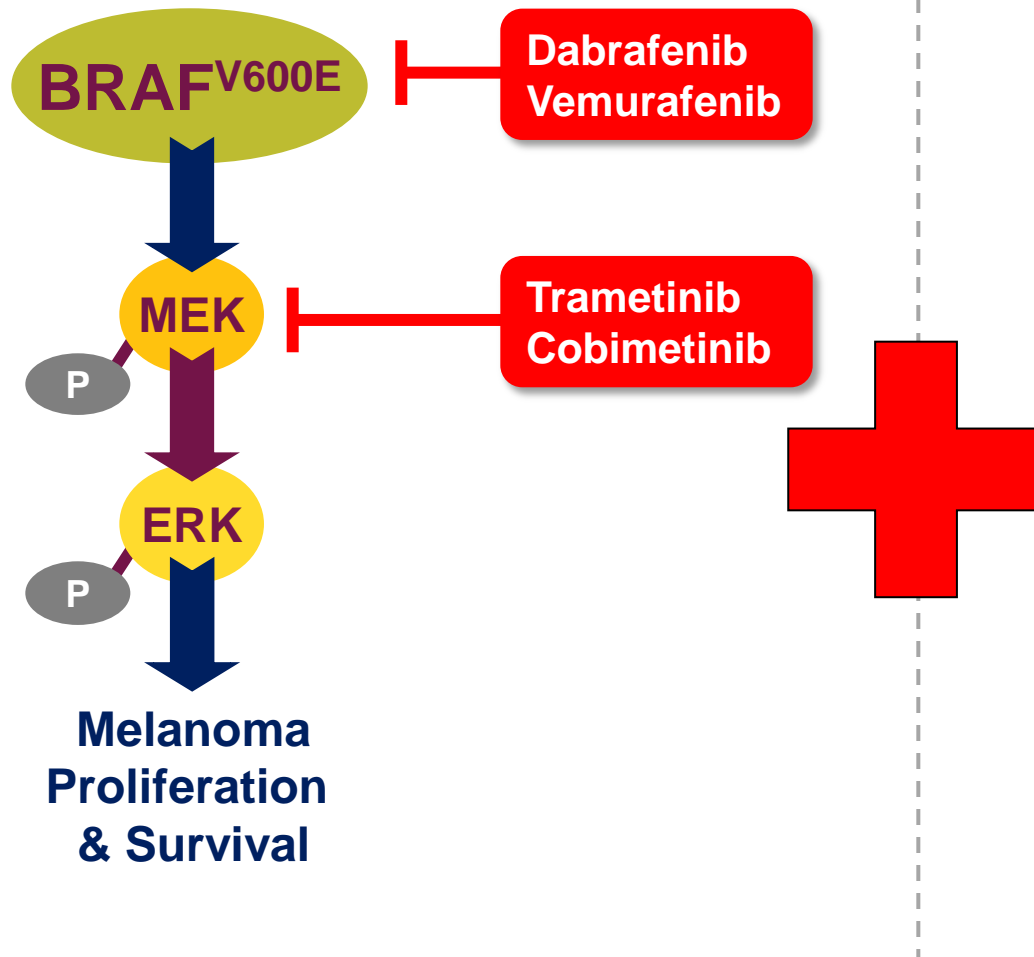 BRAFV600E
Dabrafenib
Vemurafenib
MEK
P
Trametinib
Cobimetinib
ERK
P
Melanoma
Proliferation
& Survival